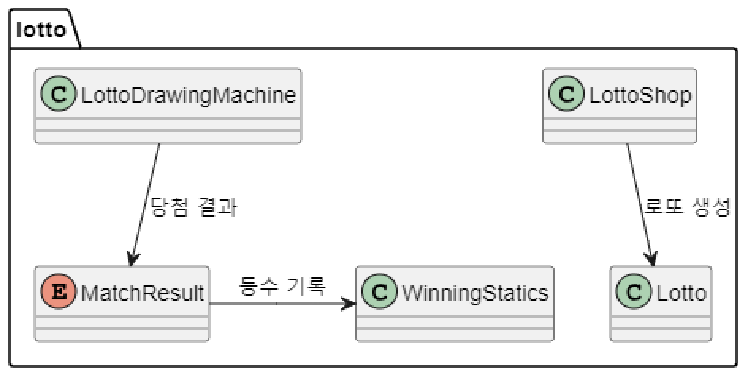 lotto
C LottoDrawingMachine
C LottoShop
당첨 결과
로또 생성
E MatchResult
등수 기록
C WinningStatics
C Lotto